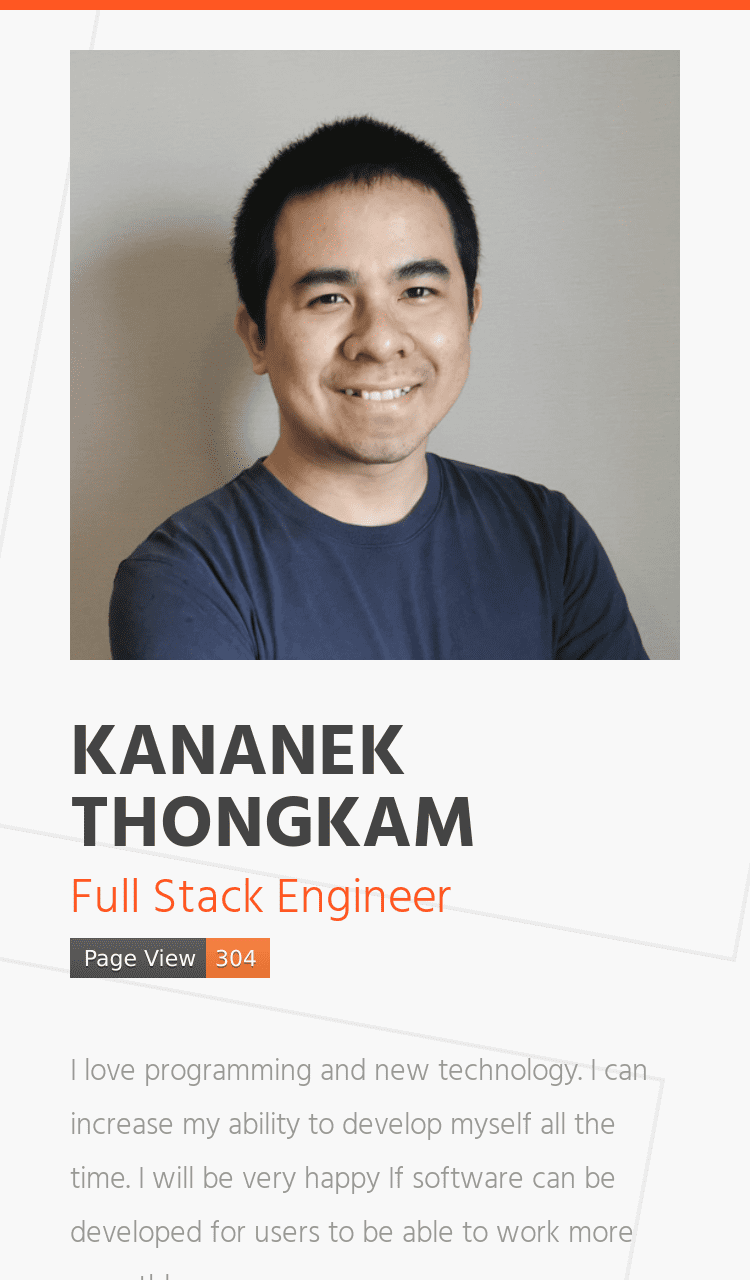 KANANEK
THONGKAM
Full Stack Engineer
Page View 304
I love programming and new technology. I can
increase my ability to develop myself all the
time. I will be very happy If software can be
developed for users to be able to work more